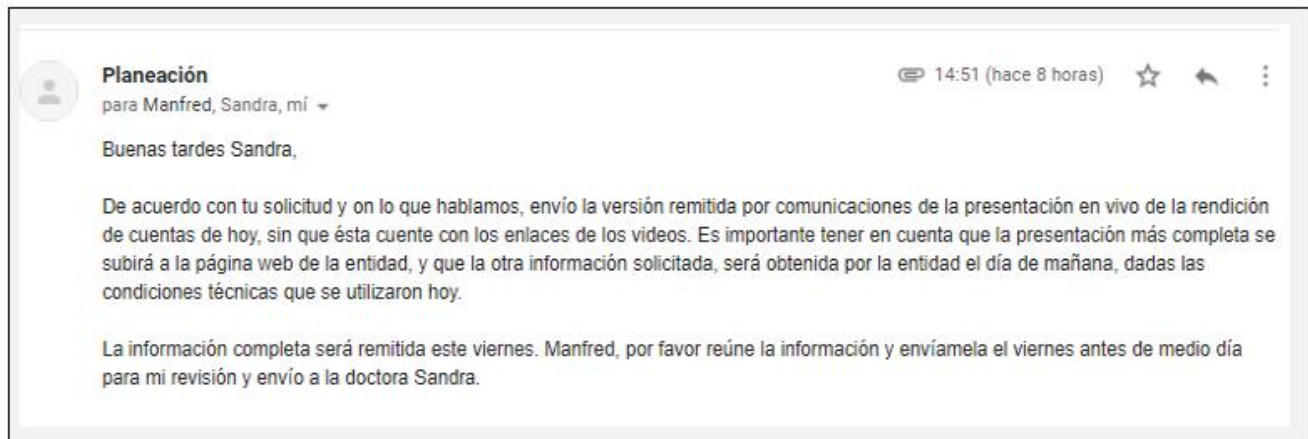 Planeación
14:51 (hace 8 horas)
para Manfred, Sandra, mí
Buenas tardes Sandra,
De acuerdo con tu solicitud y on lo que hablamos, envío la versión remitida por comunicaciones de la presentación en vivo de la rendición
de cuentas de hoy, sin que ésta cuente con los enlaces de los videos. Es importante tener en cuenta que la presentación más completa se
subirá a la página web de la entidad, y que la otra información solicitada, será obtenida por la entidad el día de mañana, dadas las
condiciones técnicas que se utilizaron hoy.
La información completa será remitida este viernes. Manfred, por favor reúne la información y envíamela el viernes antes de medio día
para mi revisión y envío a la doctora Sandra.